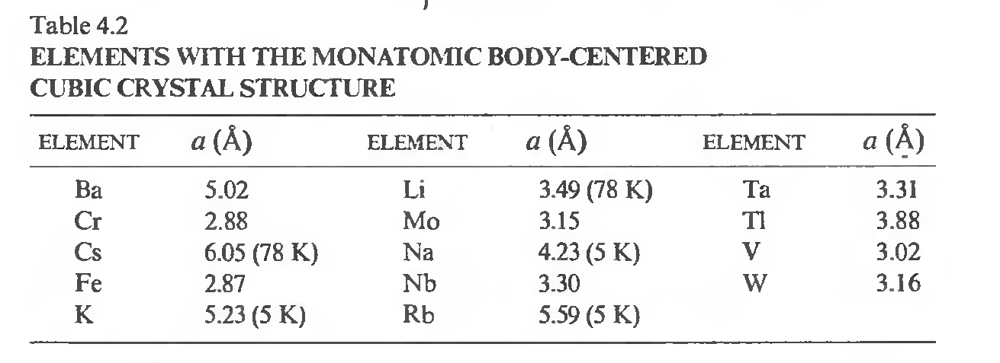 Table 4.2
ELEMENTS WITH THE MONATOMIC BODY-CENTERED
CUBIC CRYSTAL STRUCTURE
ELEMENT a (Å) ELEMENT a (Å) ELEMENT a (Å)
Ba 5.02 Li 3.49 (78 K) Ta 3.31
Cr 2.88 Mo 3.15 Tl 3.88
Cs 6.05 (78 K) Na 4.23 (5 K) V 3.02
Fe 2.87 Nb 3.30 W 3.16
K 5.23 (5 K) Rb 5.59 (5 K)